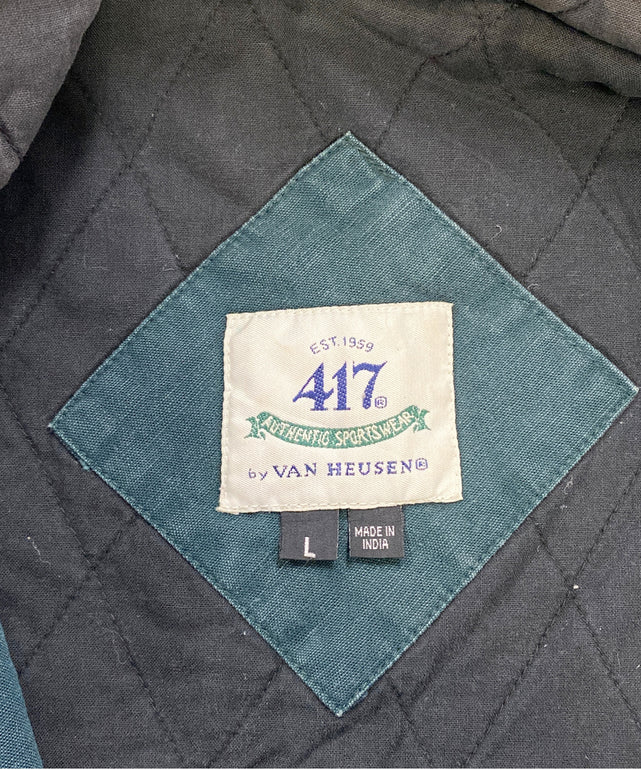 EST. 1959
417®
AUTHENTIC SPORTSWEAR
by VAN HEUSEN®
L
MADE IN
INDIA